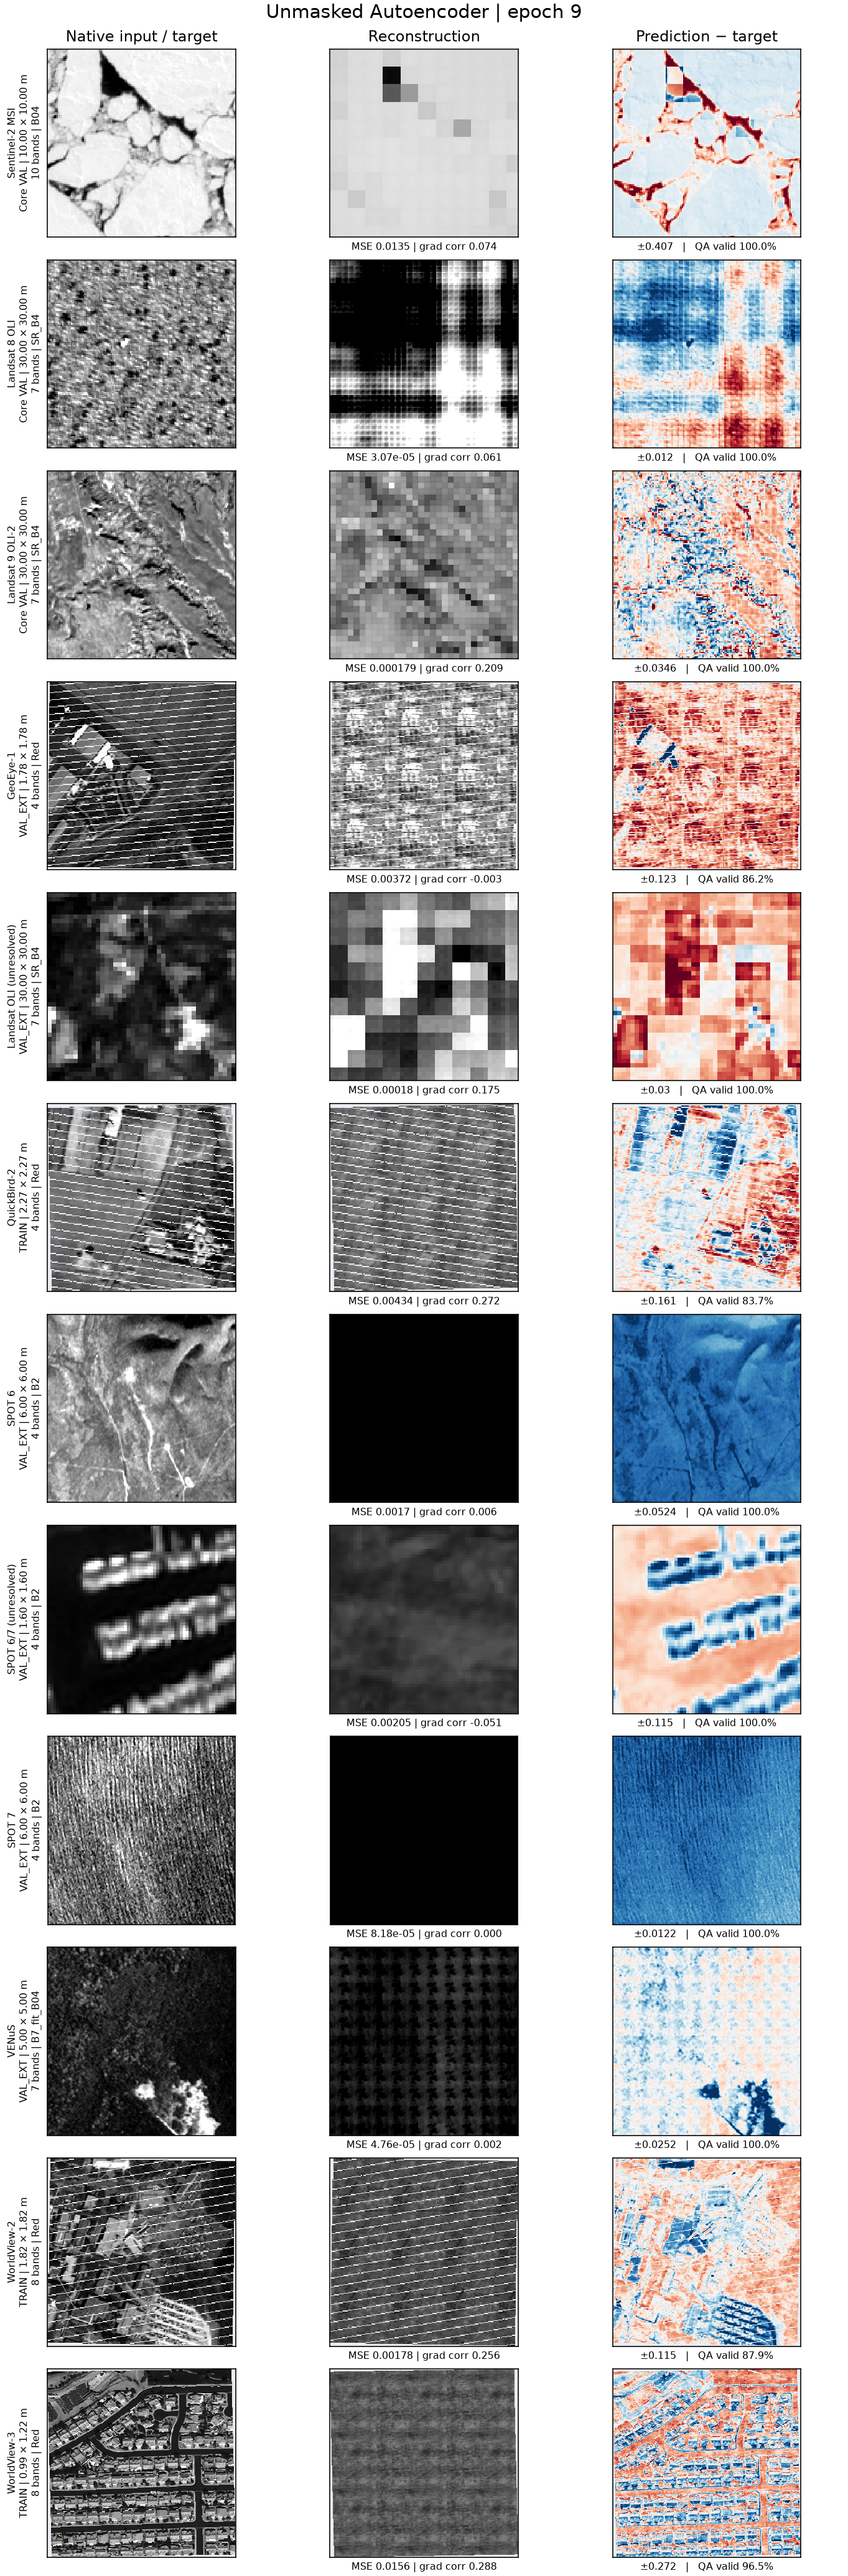 Unmasked Autoencoder | epoch 9
Native input / target
Reconstruction
Prediction − target
Sentinel-2 MSI
Core VAL | 10.00 × 10.00 m
10 bands | B04
MSE 0.0135 | grad corr 0.074
±0.407 | QA valid 100.0%
Landsat 8 OLI
Core VAL | 30.00 × 30.00 m
7 bands | SR_B4
MSE 3.07e-05 | grad corr 0.061
±0.012 | QA valid 100.0%
Landsat 9 OLI-2
Core VAL | 30.00 × 30.00 m
7 bands | SR_B4
MSE 0.000179 | grad corr 0.209
±0.0346 | QA valid 100.0%
GeoEye-1
VAL_EXT | 1.78 × 1.78 m
4 bands | Red
MSE 0.00372 | grad corr -0.003
±0.123 | QA valid 86.2%
Landsat OLI (unresolved)
VAL_EXT | 30.00 × 30.00 m
7 bands | SR_B4
MSE 0.00018 | grad corr 0.175
±0.03 | QA valid 100.0%
QuickBird-2
TRAIN | 2.27 × 2.27 m
4 bands | Red
MSE 0.00434 | grad corr 0.272
±0.161 | QA valid 83.7%
SPOT 6
VAL_EXT | 6.00 × 6.00 m
4 bands | B2
MSE 0.0017 | grad corr 0.006
±0.0524 | QA valid 100.0%
SPOT 6/7 (unresolved)
VAL_EXT | 1.60 × 1.60 m
4 bands | B2
MSE 0.00205 | grad corr -0.051
±0.115 | QA valid 100.0%
SPOT 7
VAL_EXT | 6.00 × 6.00 m
4 bands | B2
MSE 8.18e-05 | grad corr 0.000
±0.0122 | QA valid 100.0%
VENuS
VAL_EXT | 5.00 × 5.00 m
7 bands | B7_fit_B04
MSE 4.76e-05 | grad corr 0.002
±0.0252 | QA valid 100.0%
WorldView-2
TRAIN | 1.82 × 1.82 m
8 bands | Red
MSE 0.00178 | grad corr 0.256
±0.115 | QA valid 87.9%
WorldView-3
TRAIN | 0.99 × 1.22 m
8 bands | Red
MSE 0.0156 | grad corr 0.288
±0.272 | QA valid 96.5%